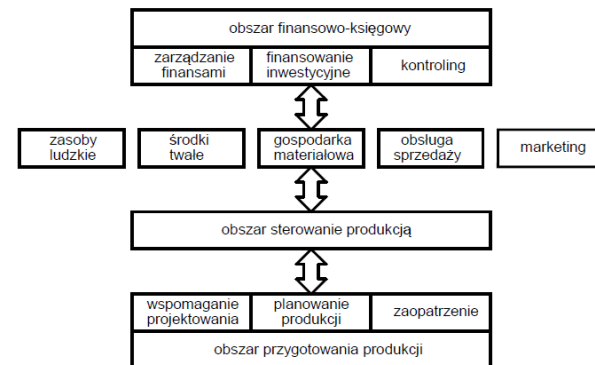 obszar finansowo-księgowy
zarządzanie
finansami
finansowanie
inwestycyjne
kontroling
zasoby
ludzkie
środki
twałe
gospodarka
materiałowa
obsługa
sprzedaży
marketing
obszar sterowanie produkcją
wspomaganie
projektowania
planowanie
produkcji
zaopatrzenie
obszar przygotowania produkcji